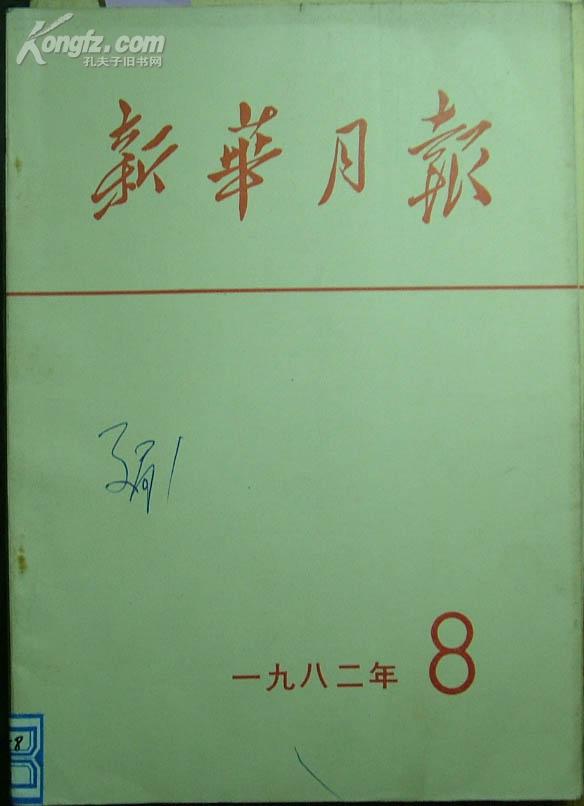 Kongfz.com
孔夫子旧书网
新華月報
一九八二年 8